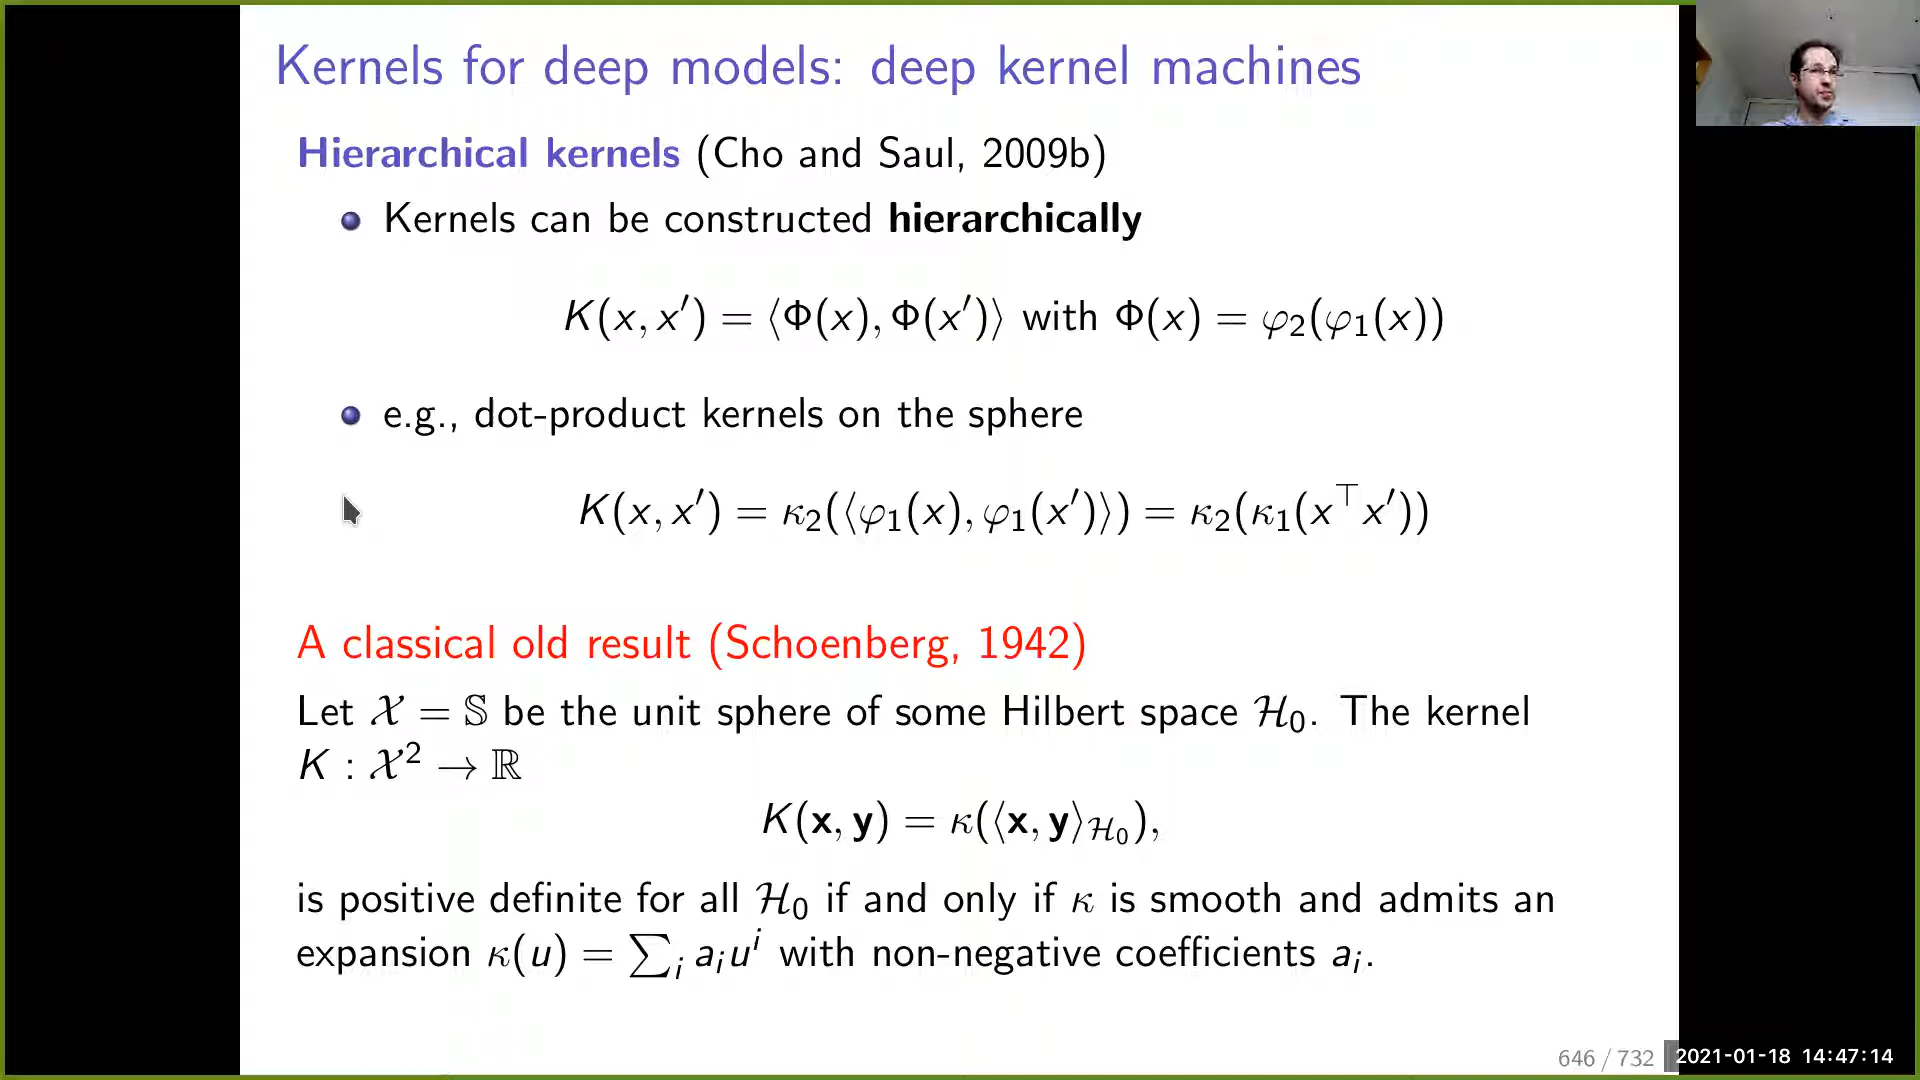 Kernels for deep models: deep kernel machines
Hierarchical kernels (Cho and Saul, 2009b)
Kernels can be constructed hierarchically
K(x, x′) = ⟨Φ(x), Φ(x′)⟩ with Φ(x) = φ₂(φ₁(x))
e.g., dot-product kernels on the sphere
K(x, x′) = κ₂(⟨φ₁(x), φ₁(x′)⟩) = κ₂(κ₁(x⊤x′))
A classical old result (Schoenberg, 1942)
Let 𝒳 = 𝕊 be the unit sphere of some Hilbert space ℋ₀. The kernel
K : 𝒳² → ℝ
K(x, y) = κ(⟨x, y⟩ℋ₀),
is positive definite for all ℋ₀ if and only if κ is smooth and admits an
expansion κ(u) = ∑ᵢ aᵢuⁱ with non-negative coefficients aᵢ.
646 / 732
2021-01-18 14:47:14